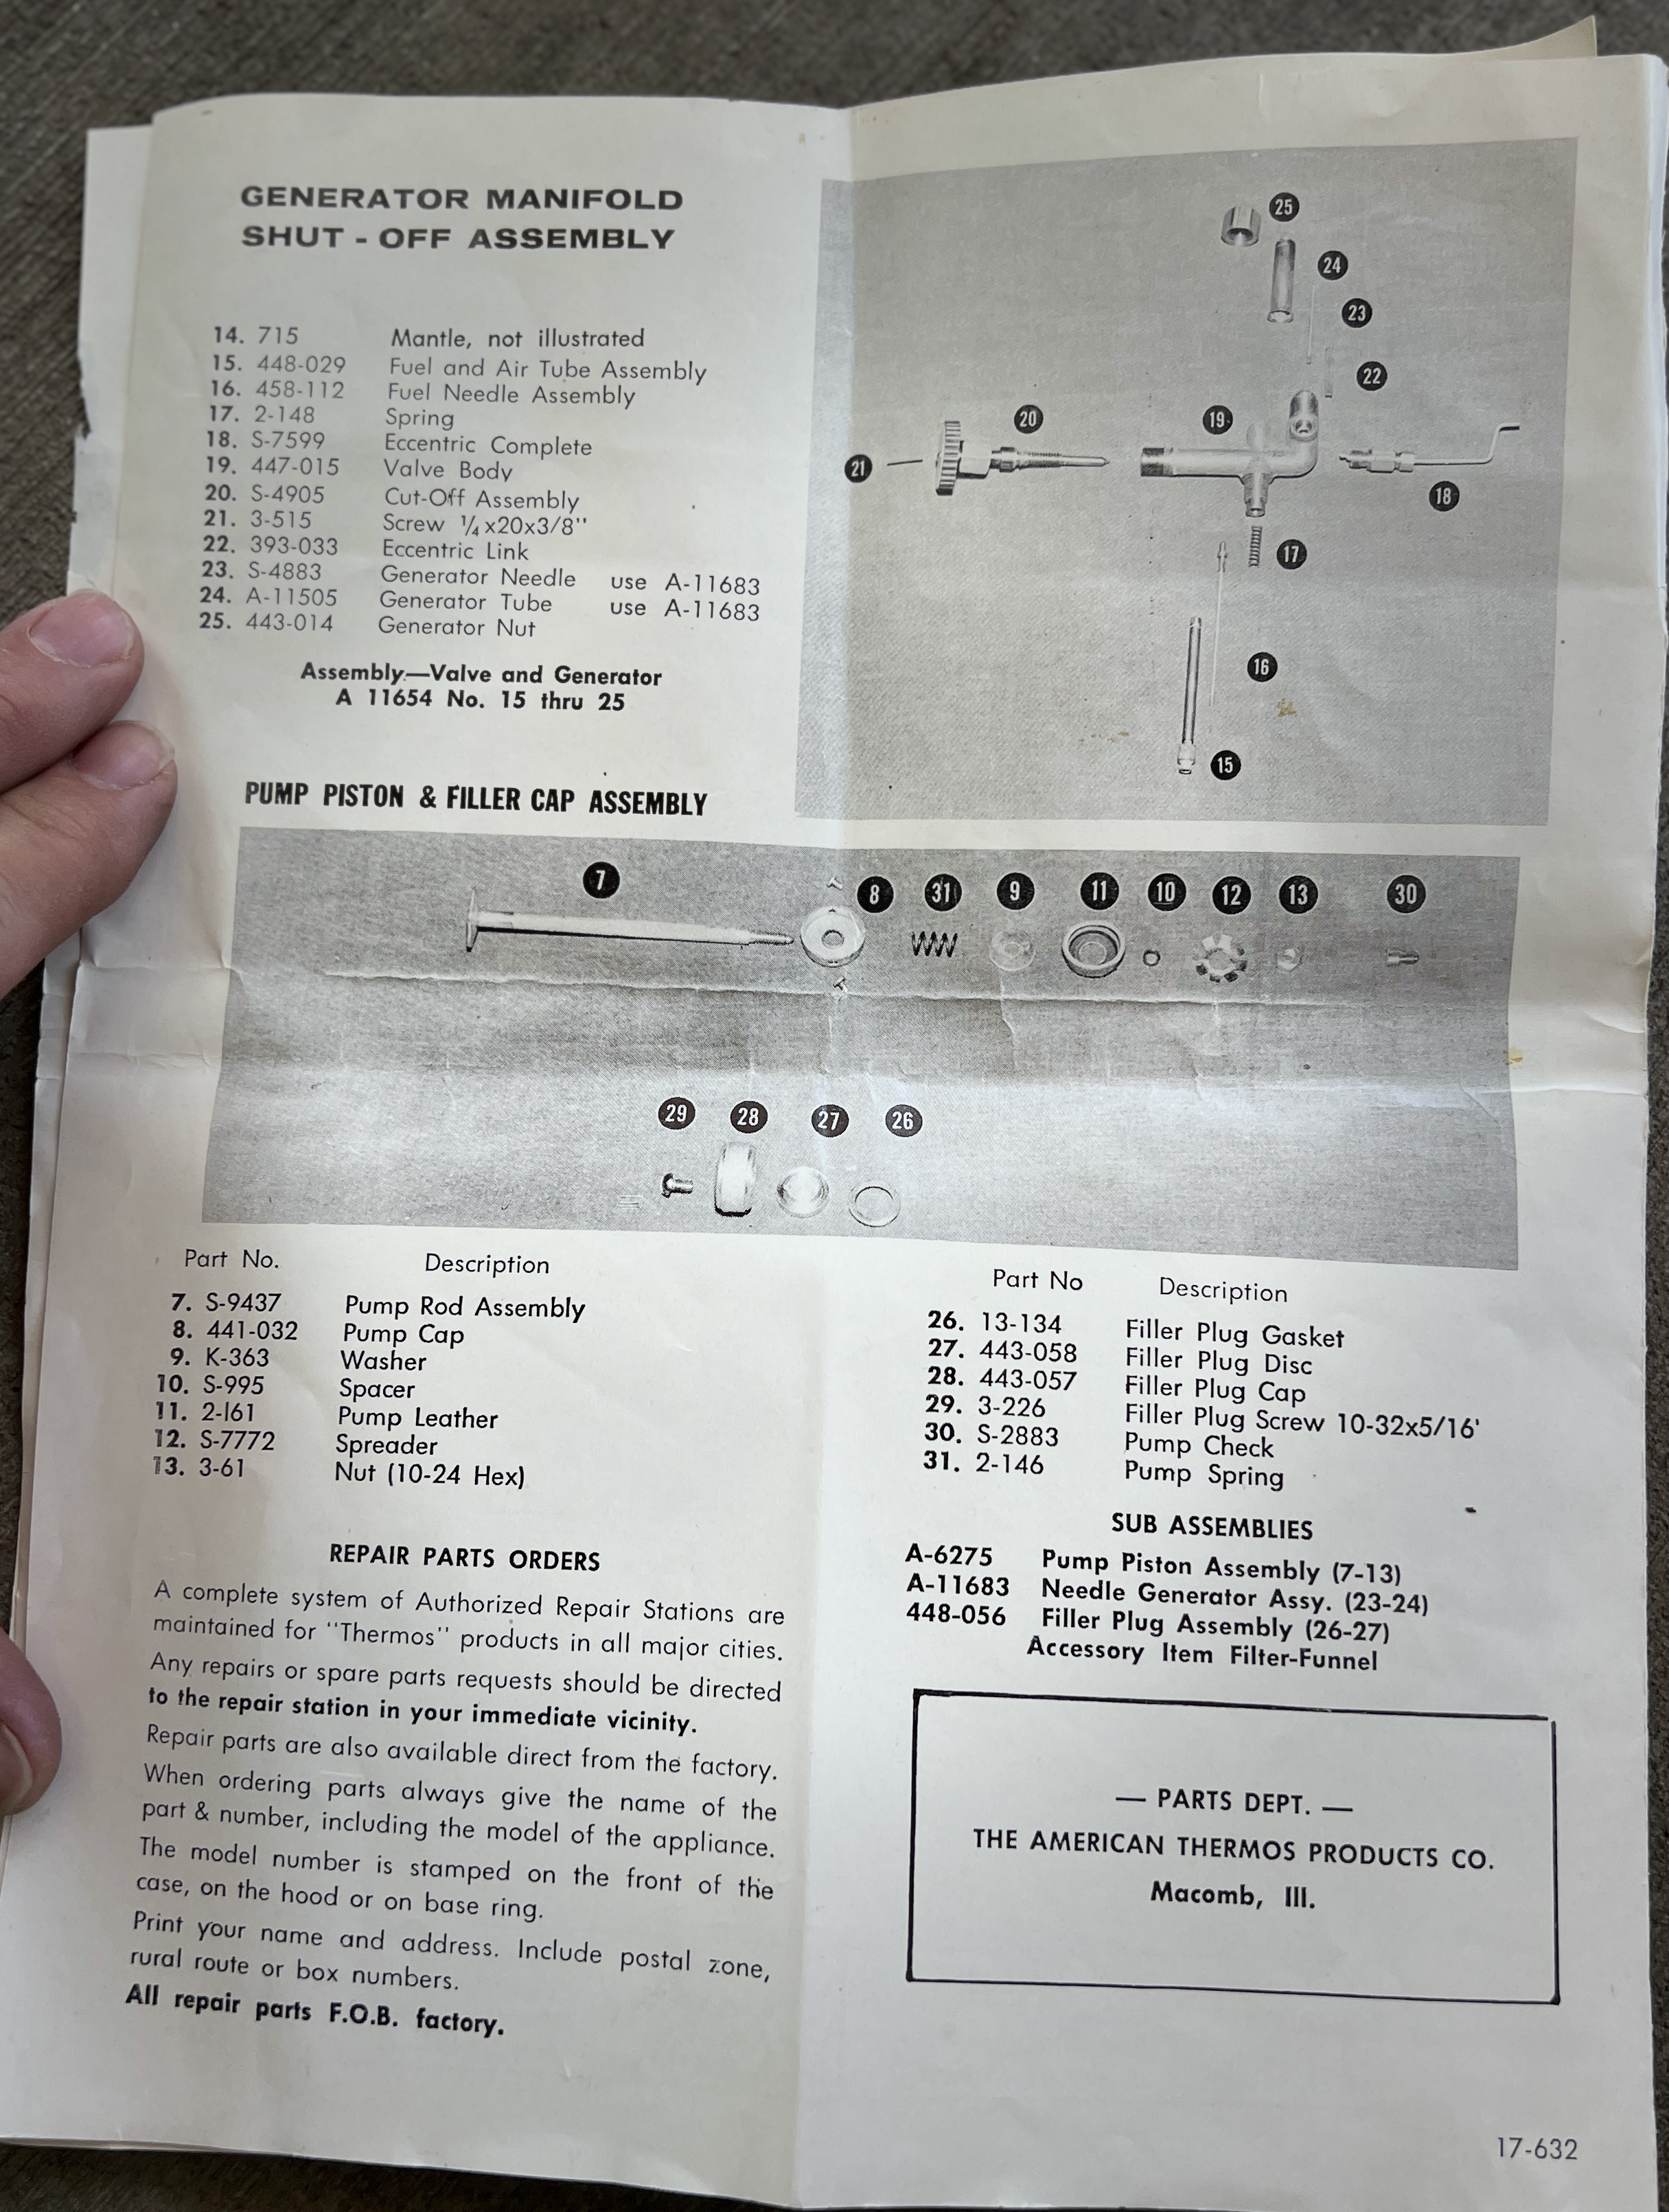 GENERATOR MANIFOLD
SHUT - OFF ASSEMBLY
14. 715 Mantle, not illustrated
15. 448-029 Fuel and Air Tube Assembly
16. 458-112 Fuel Needle Assembly
17. 2-148 Spring
18. S-7599 Eccentric Complete
19. 447-015 Valve Body
20. S-4905 Cut-Off Assembly
21. 3-515 Screw ¼x20x3/8"
22. 393-033 Eccentric Link
23. S-4883 Generator Needle use A-11683
24. A-11505 Generator Tube use A-11683
25. 443-014 Generator Nut
Assembly—Valve and Generator
A 11654 No. 15 thru 25
25
24
23
22
20
19
21
18
17
16
15
PUMP PISTON & FILLER CAP ASSEMBLY
7 8 31 9 11 10 12 13 30
29 28 27 26
Part No. Description
7. S-9437 Pump Rod Assembly
8. 441-032 Pump Cap
9. K-363 Washer
10. S-995 Spacer
11. 2-161 Pump Leather
12. S-7772 Spreader
13. 3-61 Nut (10-24 Hex)
REPAIR PARTS ORDERS
A complete system of Authorized Repair Stations are
maintained for "Thermos" products in all major cities.
Any repairs or spare parts requests should be directed
to the repair station in your immediate vicinity.
Repair parts are also available direct from the factory.
When ordering parts always give the name of the
part & number, including the model of the appliance.
The model number is stamped on the front of the
case, on the hood or on base ring.
Print your name and address. Include postal zone,
rural route or box numbers.
All repair parts F.O.B. factory.
Part No Description
26. 13-134 Filler Plug Gasket
27. 443-058 Filler Plug Disc
28. 443-057 Filler Plug Cap
29. 3-226 Filler Plug Screw 10-32x5/16'
30. S-2883 Pump Check
31. 2-146 Pump Spring
SUB ASSEMBLIES
A-6275 Pump Piston Assembly (7-13)
A-11683 Needle Generator Assy. (23-24)
448-056 Filler Plug Assembly (26-27)
Accessory Item Filter-Funnel
— PARTS DEPT. —
THE AMERICAN THERMOS PRODUCTS CO.
Macomb, Ill.
17-632